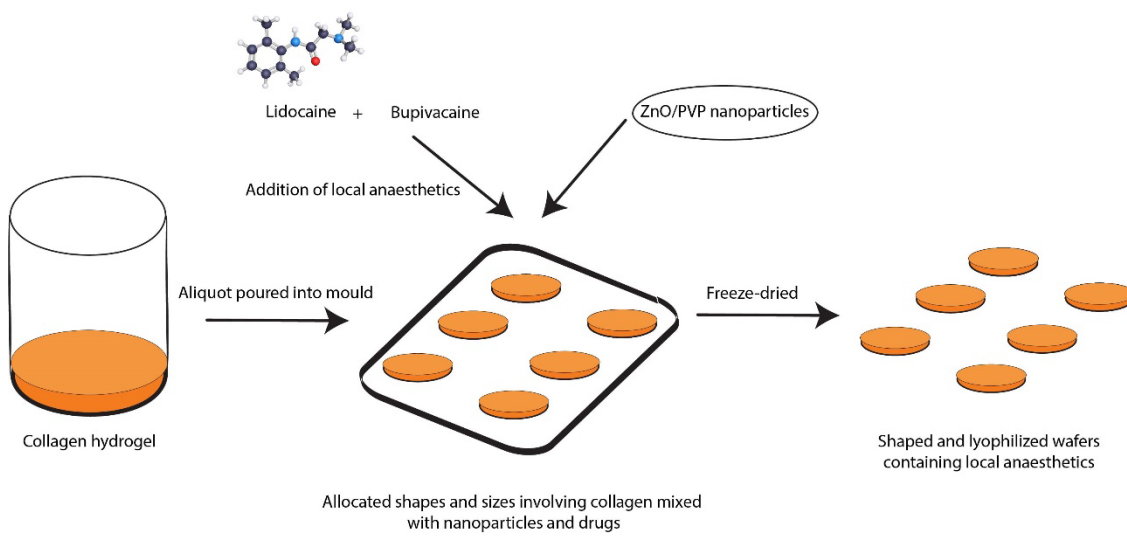 Lidocaine + Bupivacaine
ZnO/PVP nanoparticles
Addition of local anaesthetics
Aliquot poured into mould
Freeze-dried
Collagen hydrogel
Shaped and lyophilized wafers
containing local anaesthetics
Allocated shapes and sizes involving collagen mixed
with nanoparticles and drugs